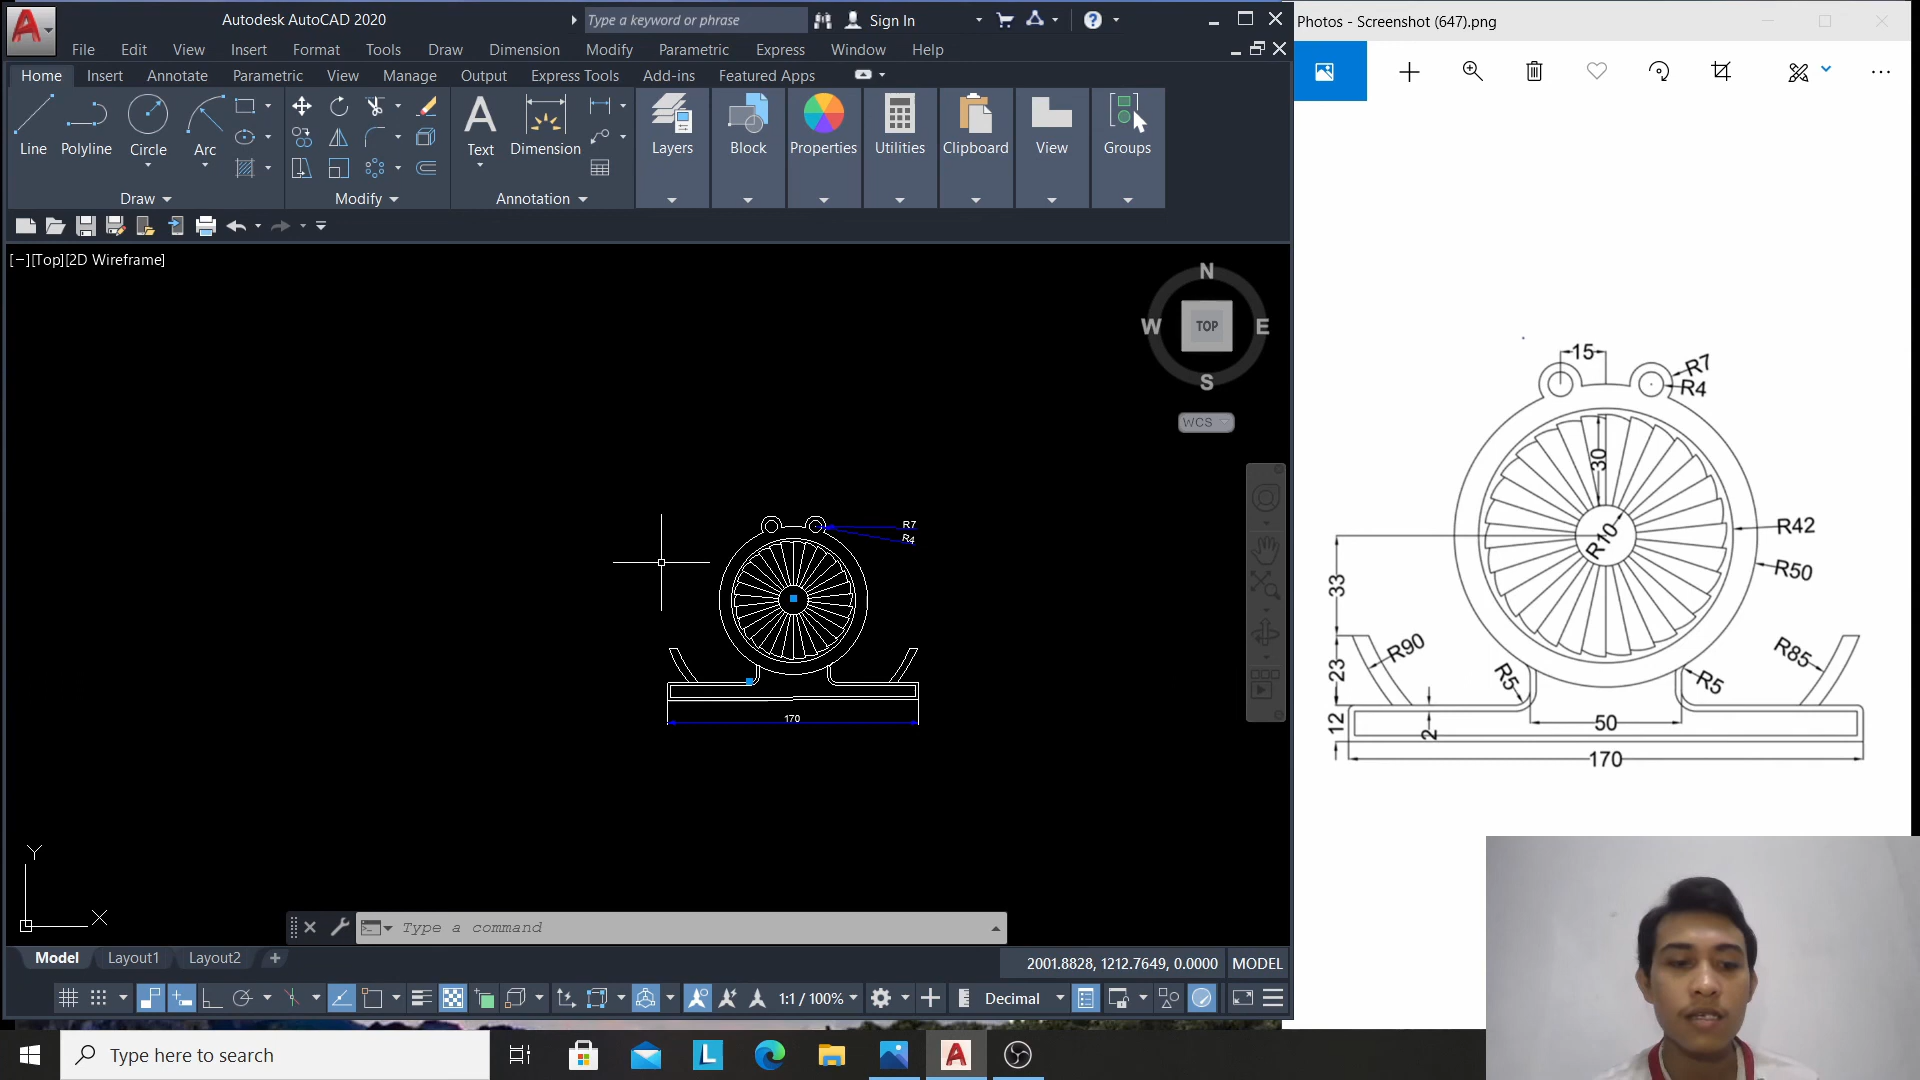 Autodesk AutoCAD 2020
Type a keyword or phrase
Sign In
Photos - Screenshot (647).png
File Edit View Insert Format Tools Draw Dimension Modify Parametric Express Window Help
Home Insert Annotate Parametric View Manage Output Express Tools Add-ins Featured Apps
Line Polyline Circle Arc
Text Dimension
Layers Block Properties Utilities Clipboard View Groups
Draw Modify Annotation
[−][Top][2D Wireframe]
N
W TOP E
S
WCS
R7
R4
170
15
R7
R4
30
R10
R42
R50
33
R90
R85
23
R5
R5
12
2
50
170
Y
X
Type a command
Model Layout1 Layout2
2001.8828, 1212.7649, 0.0000 MODEL
1:1 / 100% Decimal
Type here to search